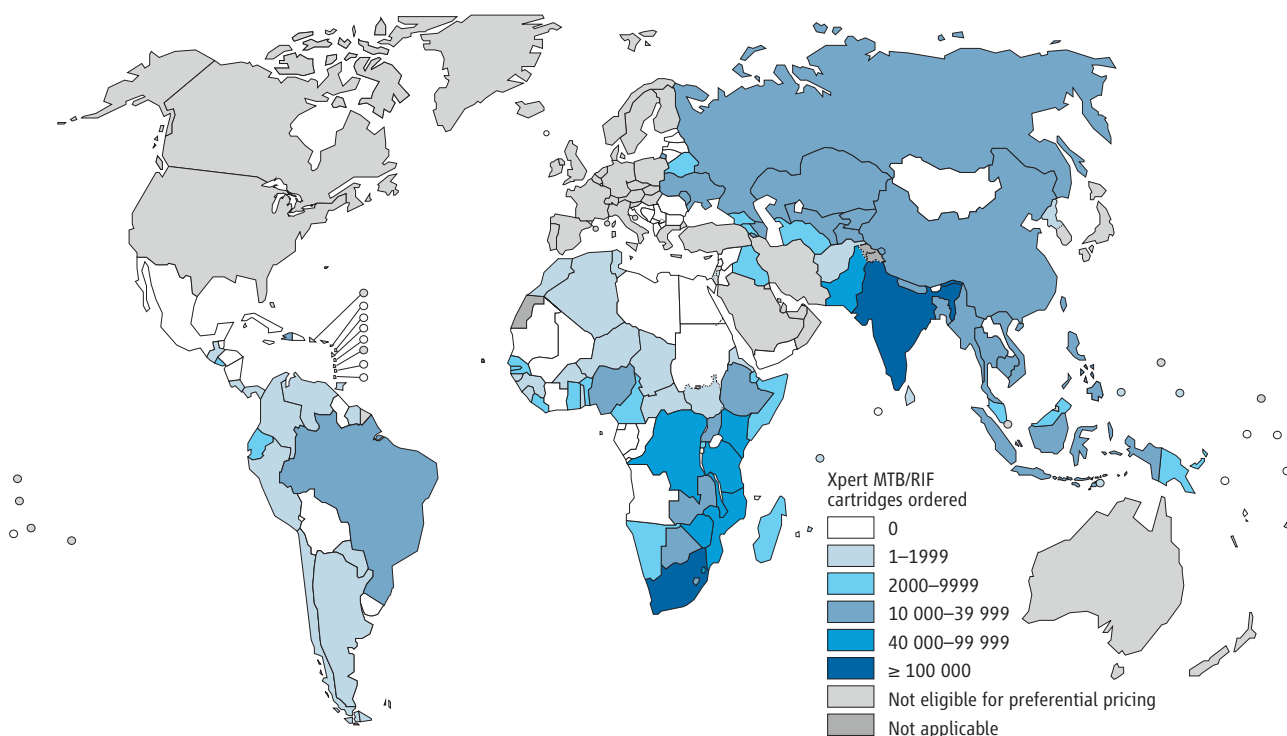 Xpert MTB/RIF
cartridges ordered
0
1–1999
2000–9999
10 000–39 999
40 000–99 999
≥ 100 000
Not eligible for preferential pricing
Not applicable